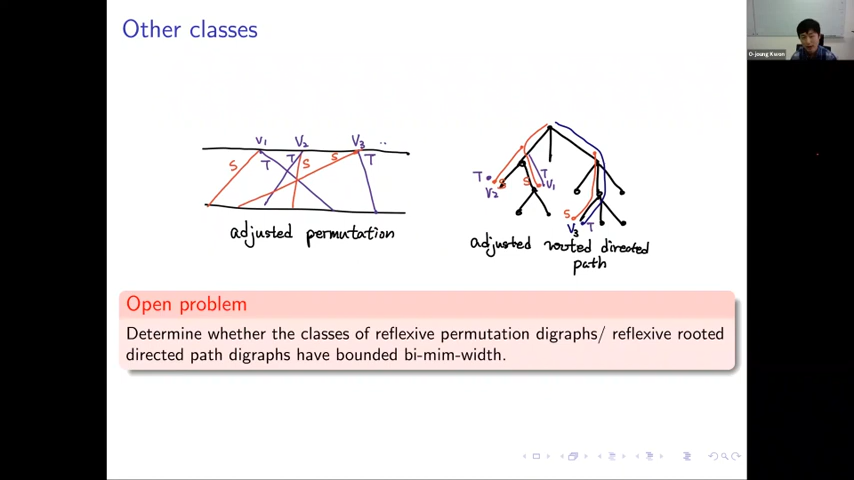 Other classes
O-joung Kwon
V₁ V₂ V₃ ..
S T T S S T
adjusted permutation
T S V₂ S T V₁
S V₃ T
adjusted rooted directed
path
Open problem
Determine whether the classes of reflexive permutation digraphs/ reflexive rooted
directed path digraphs have bounded bi-mim-width.